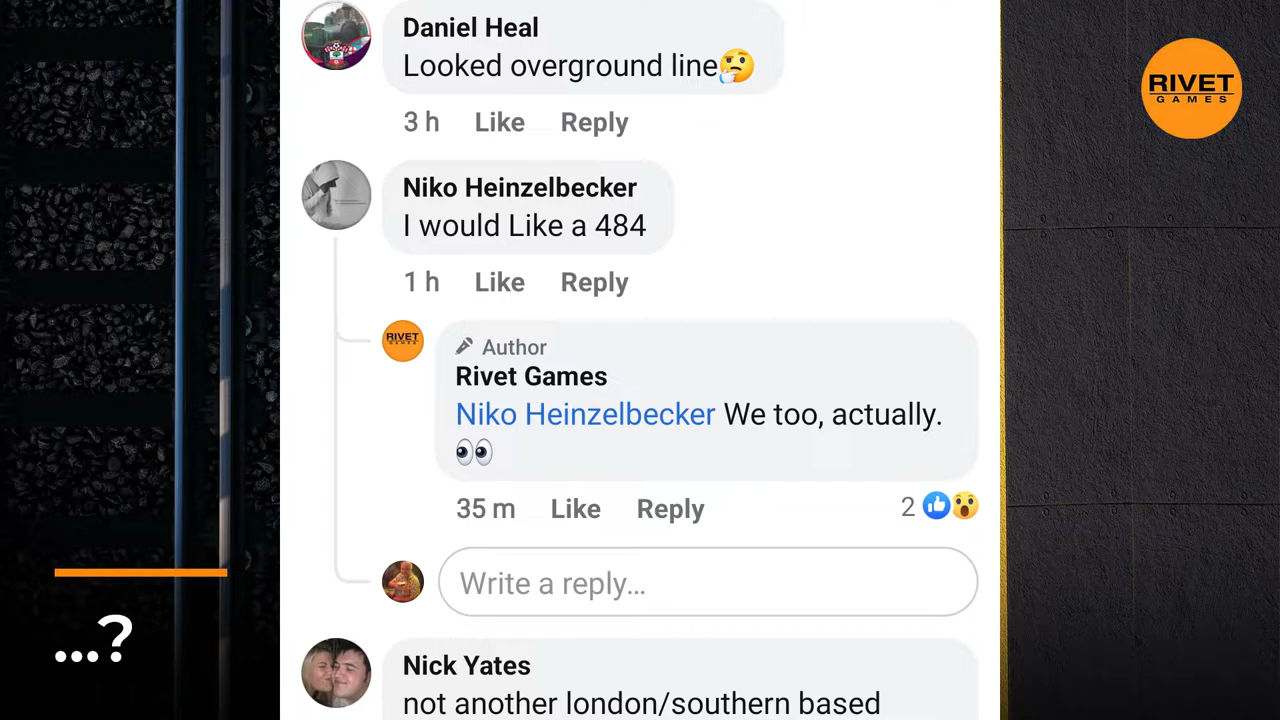 Daniel Heal
Looked overground line🤔
3 h Like Reply
Niko Heinzelbecker
I would Like a 484
1 h Like Reply
RIVET
GAMES
Author
Rivet Games
Niko Heinzelbecker We too, actually.
👀
35 m Like Reply 2
Write a reply...
Nick Yates
not another london/southern based
...?
RIVET
GAMES